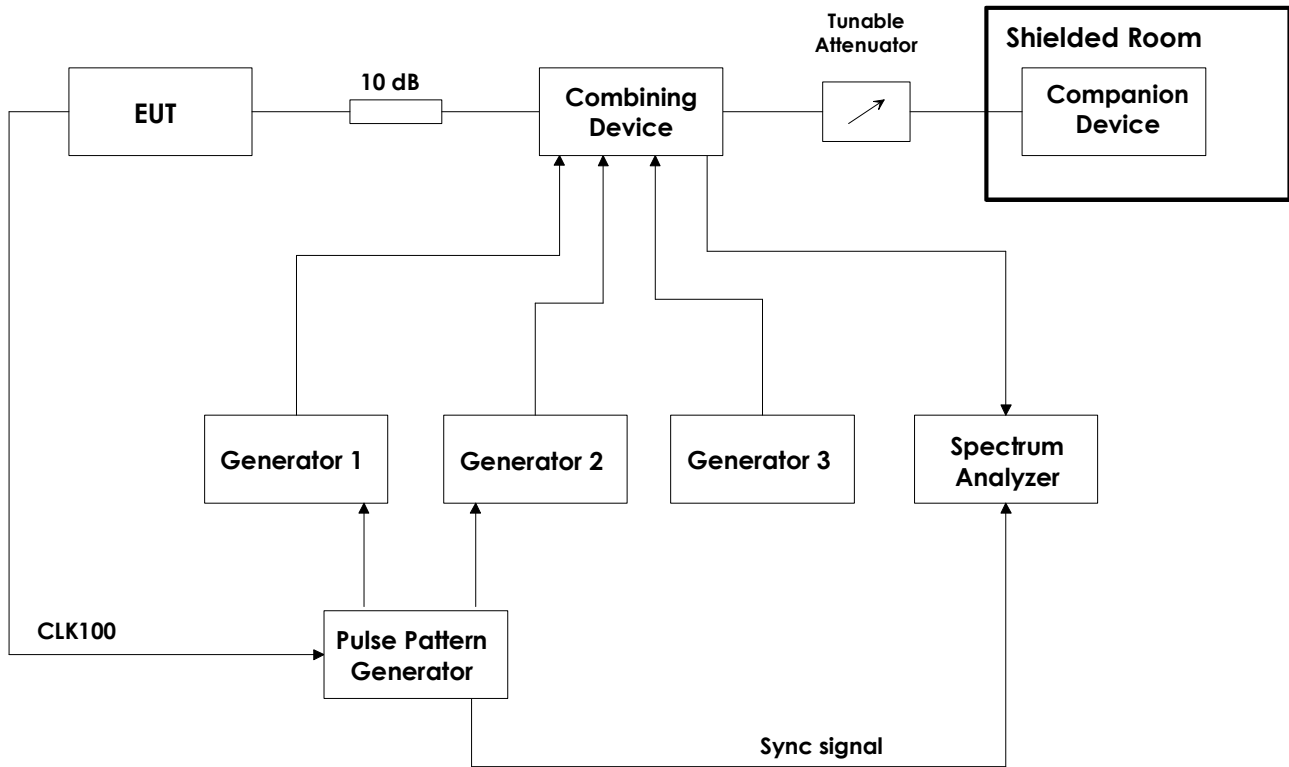 Tunable
Attenuator
Shielded Room
EUT
10 dB
Combining
Device
Companion
Device
Generator 1
Generator 2
Generator 3
Spectrum
Analyzer
CLK100
Pulse Pattern
Generator
Sync signal